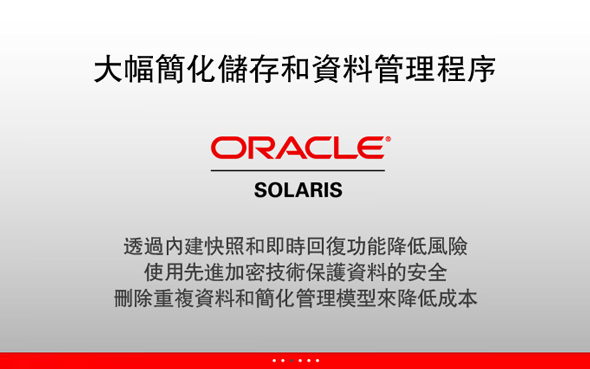 大幅簡化儲存和資料管理程序
ORACLE®
SOLARIS
透過內建快照和即時回復功能降低風險
使用先進加密技術保護資料的安全
刪除重複資料和簡化管理模型來降低成本